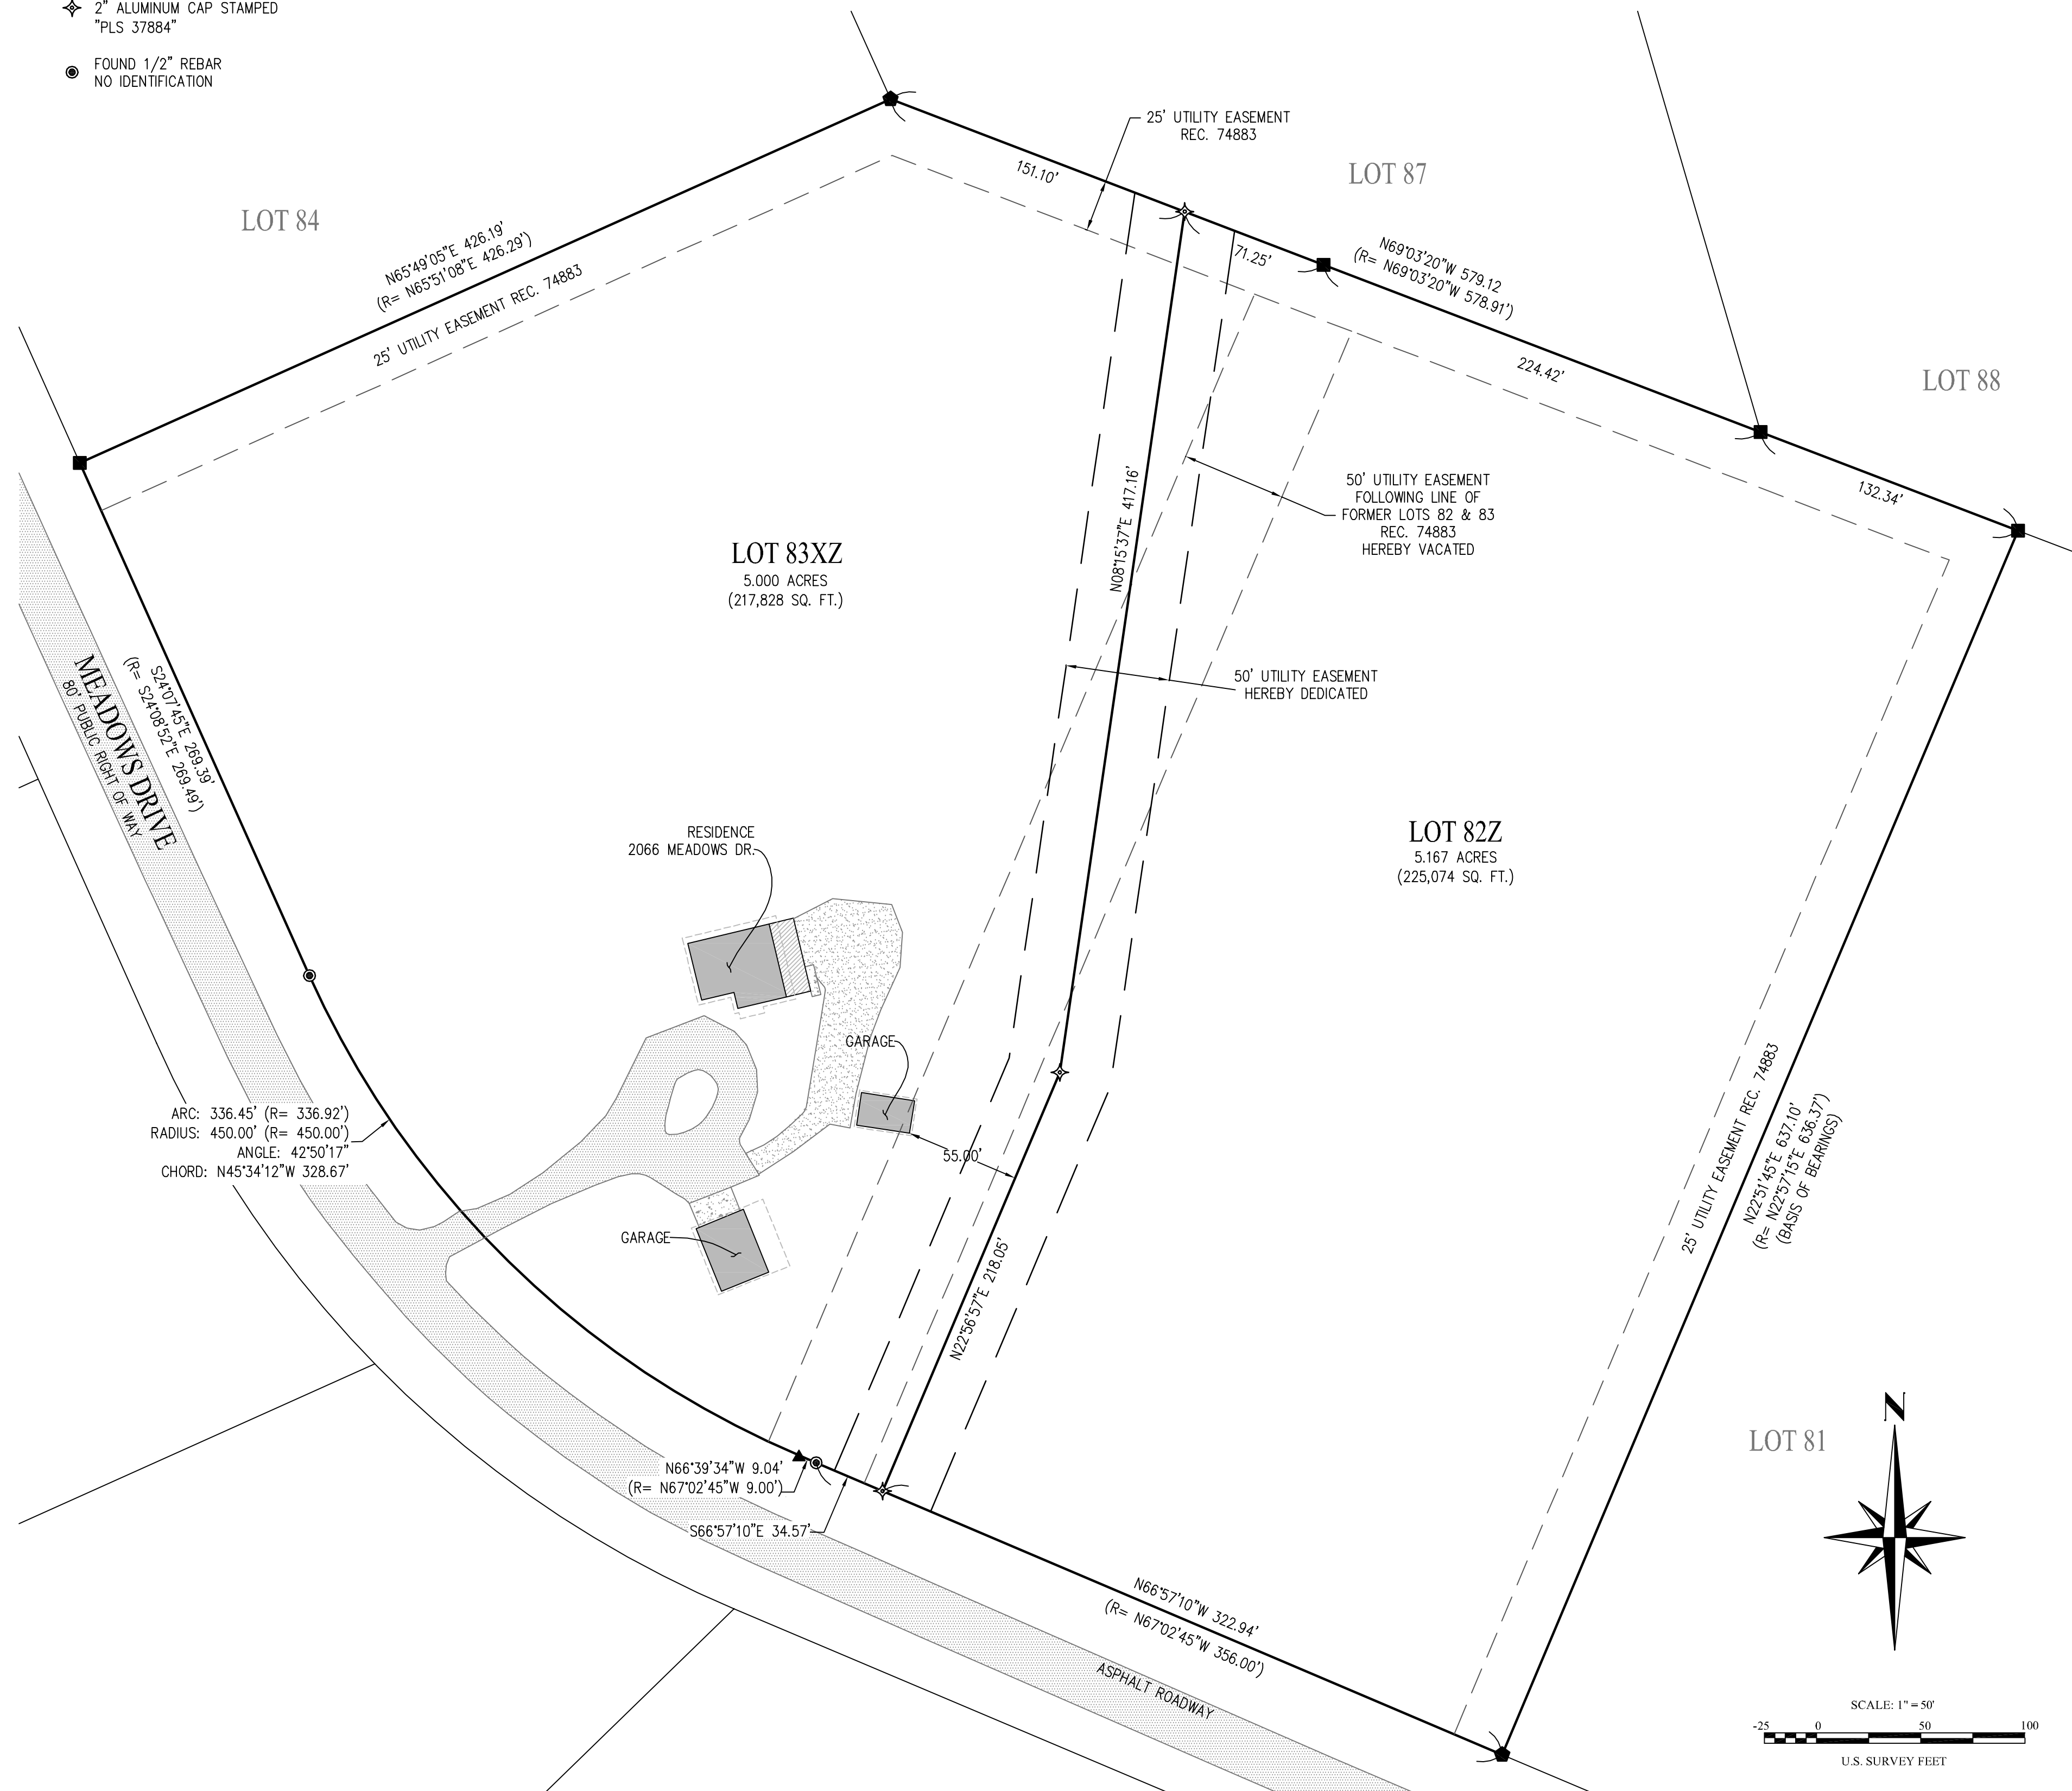 2" ALUMINUM CAP STAMPED
"PLS 37884"
FOUND 1/2" REBAR
NO IDENTIFICATION
25' UTILITY EASEMENT
REC. 74883
LOT 87
151.10'
LOT 84
N65°49'05"E 426.19'
(R= N65°51'08"E 426.29')
25' UTILITY EASEMENT REC. 74883
71.25'
N69°03'20"W 579.12
(R= N69°03'20"W 578.91')
224.42'
LOT 88
132.34'
50' UTILITY EASEMENT
FOLLOWING LINE OF
FORMER LOTS 82 & 83
REC. 74883
HEREBY VACATED
N08°15'37"E 417.16'
LOT 83XZ
5.000 ACRES
(217,828 SQ. FT.)
50' UTILITY EASEMENT
HEREBY DEDICATED
S24°07'45"E 269.39'
(R= S24°08'52"E 269.49')
MEADOWS DRIVE
80' PUBLIC RIGHT OF WAY
RESIDENCE
2066 MEADOWS DR.
LOT 82Z
5.167 ACRES
(225,074 SQ. FT.)
GARAGE
55.00'
GARAGE
ARC: 336.45' (R= 336.92')
RADIUS: 450.00' (R= 450.00')
ANGLE: 42°50'17"
CHORD: N45°34'12"W 328.67'
25' UTILITY EASEMENT REC. 74883
N22°51'45"E 637.10'
(R= N22°57'15"E 636.37')
(BASIS OF BEARINGS)
N22°56'57"E 218.05'
N66°39'34"W 9.04'
(R= N67°02'45"W 9.00')
S66°57'10"E 34.57'
N66°57'10"W 322.94'
(R= N67°02'45"W 356.00')
ASPHALT ROADWAY
LOT 81
N
SCALE: 1" = 50'
-25 0 50 100
U.S. SURVEY FEET